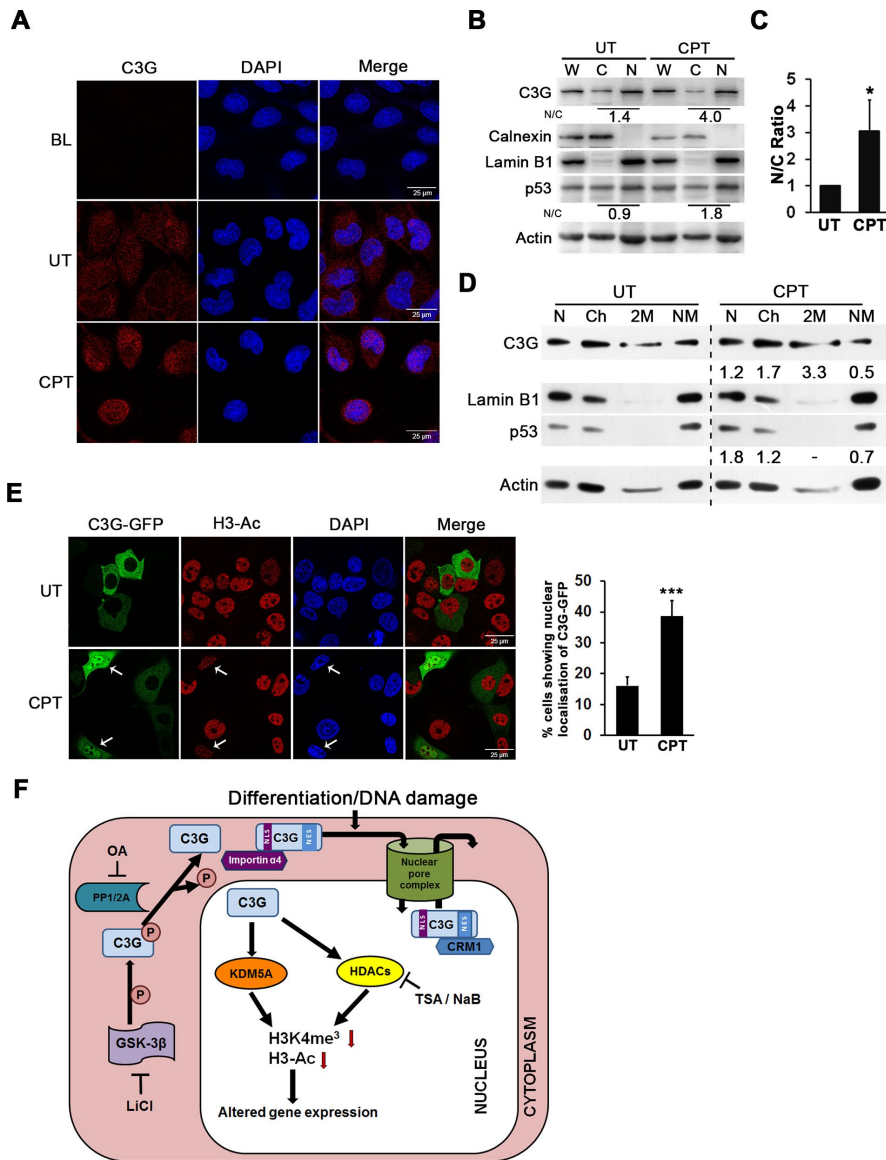 A
C3G DAPI Merge
BL
25 µm
UT
25 µm
CPT
25 µm
B
UT CPT
W C N W C N
C3G
N/C 1.4 4.0
Calnexin
Lamin B1
p53
N/C 0.9 1.8
Actin
C
N/C Ratio
5
4
3
2
1
0
*
UT CPT
D
UT CPT
N Ch 2M NM N Ch 2M NM
C3G
1.2 1.7 3.3 0.5
Lamin B1
p53
1.8 1.2 - 0.7
Actin
E
C3G-GFP H3-Ac DAPI Merge
UT
25 µm
CPT
25 µm
% cells showing nuclear
localisation of C3G-GFP
50
40
30
20
10
0
***
UT CPT
F
Differentiation/DNA damage
C3G
NLS C3G NES
Importin α4
Nuclear
pore
complex
OA
P
PP1/2A
P
C3G
C3G
NLS C3G NES
CRM1
KDM5A
HDACs
TSA / NaB
P
GSK-3β
H3K4me³
H3-Ac
LiCl
Altered gene expression
NUCLEUS
CYTOPLASM